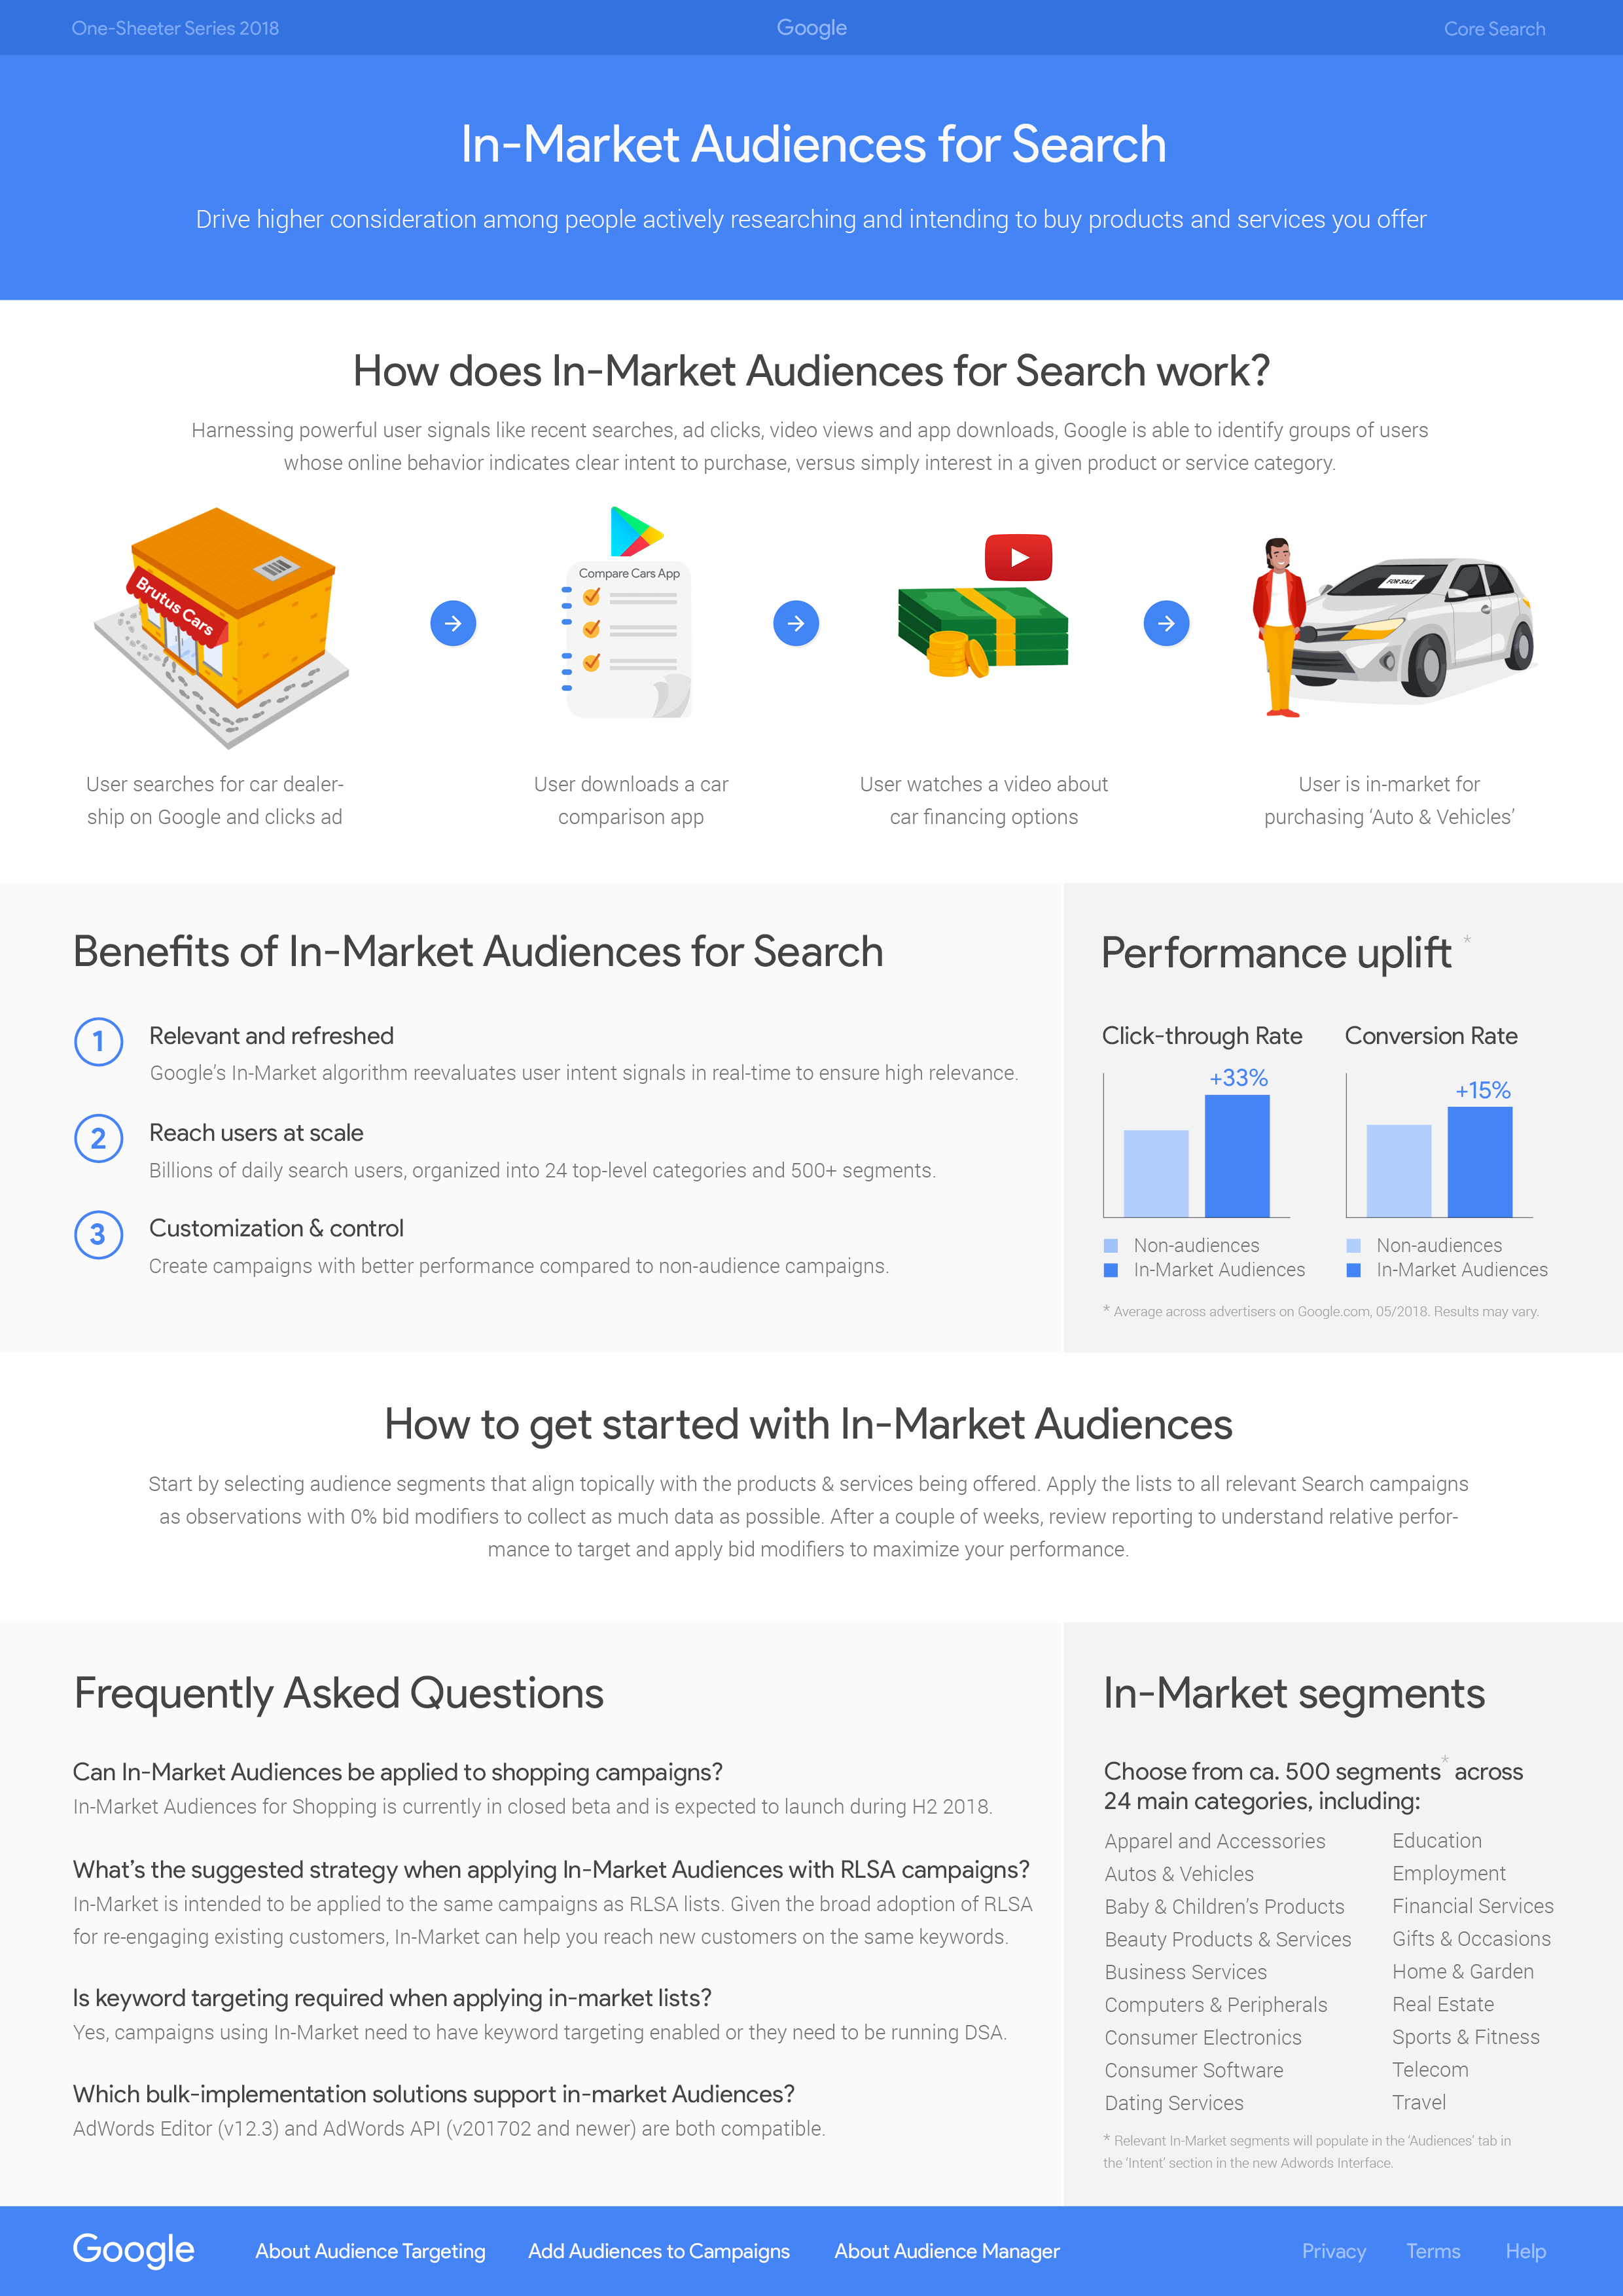 One-Sheeter Series 2018
Google
Core Search
In-Market Audiences for Search
Drive higher consideration among people actively researching and intending to buy products and services you offer
How does In-Market Audiences for Search work?
Harnessing powerful user signals like recent searches, ad clicks, video views and app downloads, Google is able to identify groups of users
whose online behavior indicates clear intent to purchase, versus simply interest in a given product or service category.
Brutus Cars
Compare Cars App
FOR SALE
User searches for car dealer-
ship on Google and clicks ad
User downloads a car
comparison app
User watches a video about
car financing options
User is in-market for
purchasing ‘Auto & Vehicles’
Benefits of In-Market Audiences for Search
1
Relevant and refreshed
Google’s In-Market algorithm reevaluates user intent signals in real-time to ensure high relevance.
2
Reach users at scale
Billions of daily search users, organized into 24 top-level categories and 500+ segments.
3
Customization & control
Create campaigns with better performance compared to non-audience campaigns.
Performance uplift *
Click-through Rate
+33%
Non-audiences
In-Market Audiences
Conversion Rate
+15%
Non-audiences
In-Market Audiences
* Average across advertisers on Google.com, 05/2018. Results may vary.
How to get started with In-Market Audiences
Start by selecting audience segments that align topically with the products & services being offered. Apply the lists to all relevant Search campaigns
as observations with 0% bid modifiers to collect as much data as possible. After a couple of weeks, review reporting to understand relative perfor-
mance to target and apply bid modifiers to maximize your performance.
Frequently Asked Questions
Can In-Market Audiences be applied to shopping campaigns?
In-Market Audiences for Shopping is currently in closed beta and is expected to launch during H2 2018.
What’s the suggested strategy when applying In-Market Audiences with RLSA campaigns?
In-Market is intended to be applied to the same campaigns as RLSA lists. Given the broad adoption of RLSA
for re-engaging existing customers, In-Market can help you reach new customers on the same keywords.
Is keyword targeting required when applying in-market lists?
Yes, campaigns using In-Market need to have keyword targeting enabled or they need to be running DSA.
Which bulk-implementation solutions support in-market Audiences?
AdWords Editor (v12.3) and AdWords API (v201702 and newer) are both compatible.
In-Market segments
Choose from ca. 500 segments* across
24 main categories, including:
Apparel and Accessories
Autos & Vehicles
Baby & Children’s Products
Beauty Products & Services
Business Services
Computers & Peripherals
Consumer Electronics
Consumer Software
Dating Services
Education
Employment
Financial Services
Gifts & Occasions
Home & Garden
Real Estate
Sports & Fitness
Telecom
Travel
* Relevant In-Market segments will populate in the ‘Audiences’ tab in
the ‘Intent’ section in the new Adwords Interface.
Google
About Audience Targeting
Add Audiences to Campaigns
About Audience Manager
Privacy
Terms
Help